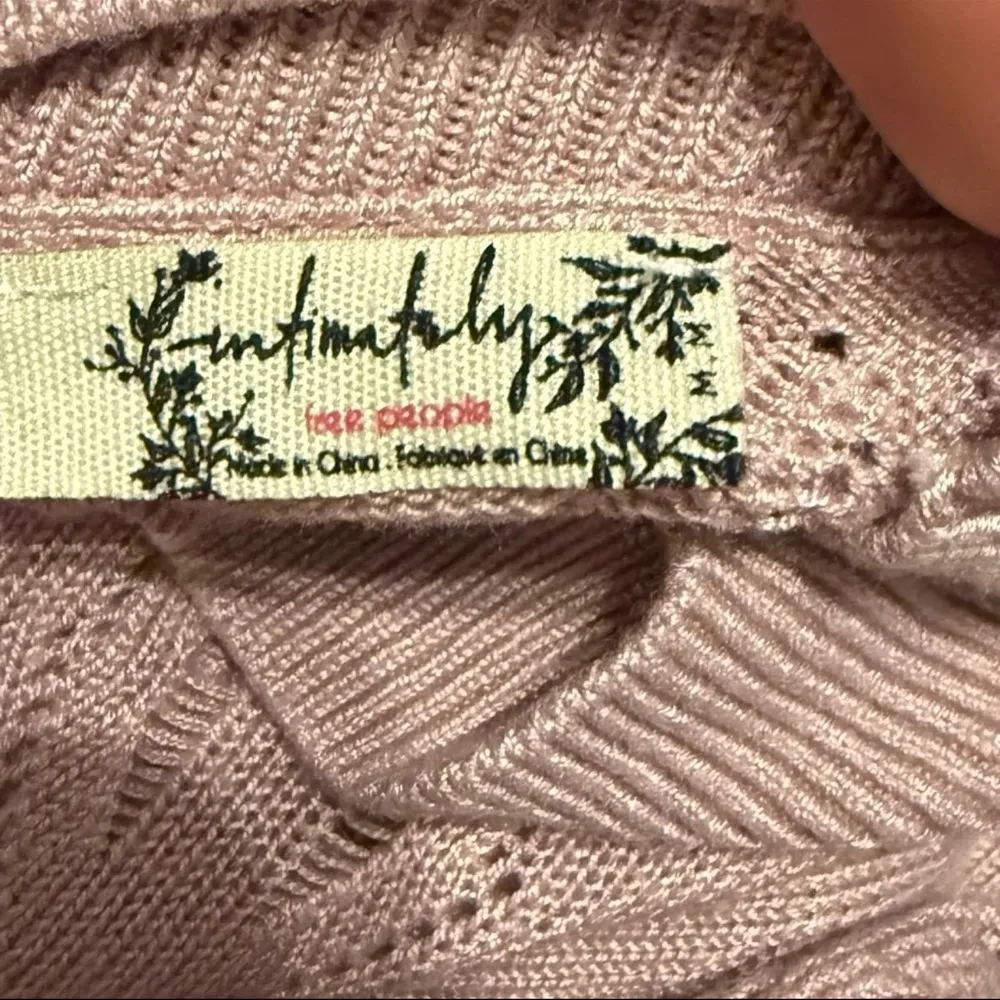 intimately
free people
Made in China . Fabriqué en Chine
M.M.M